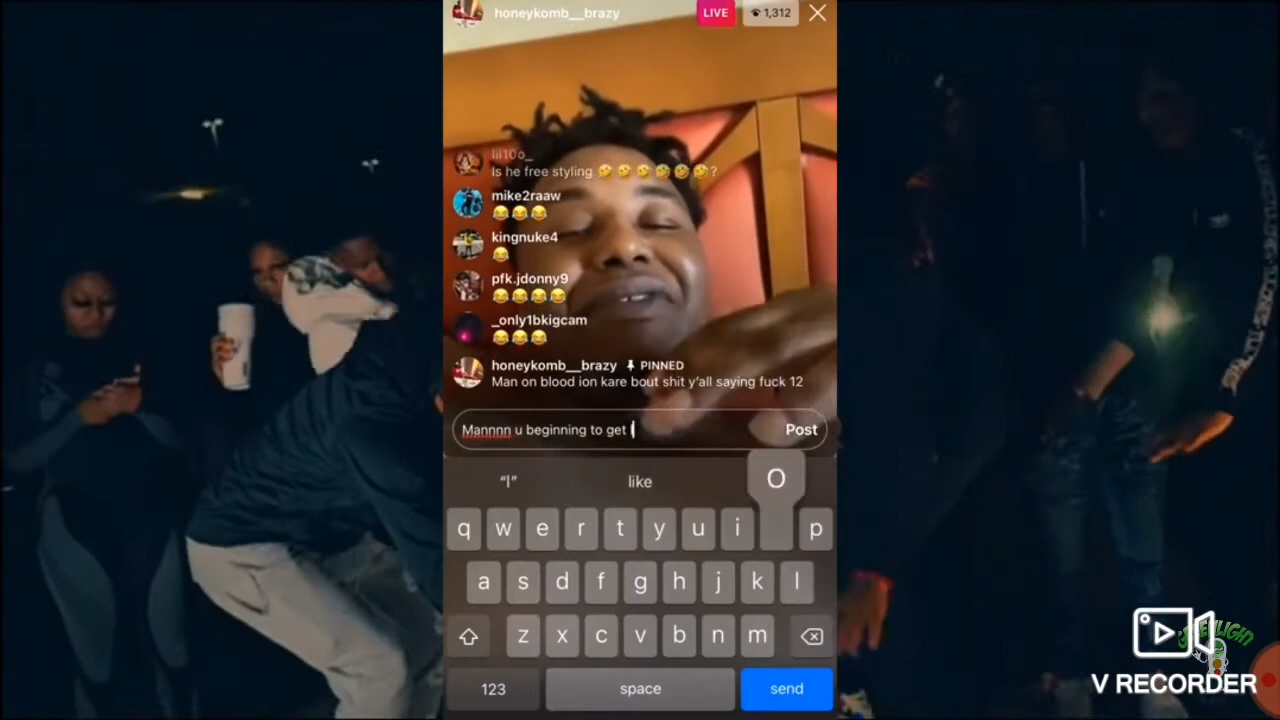 honeykomb__brazy
LIVE
1,312
lil10o_
Is he free styling 🤣🤣🤣🤣🤣🤣?
mike2raaw
😂😂😂
kingnuke4
😂
pfk.jdonny9
😂😂😂😂
_only1bkigcam
😂😂😂
honeykomb__brazy PINNED
Man on blood ion kare bout shit y'all saying fuck 12
Mannnn u beginning to get l
Post
"l" like
O
q w e r t y u i p
a s d f g h j k l
z x c v b n m
123 space send
V RECORDER